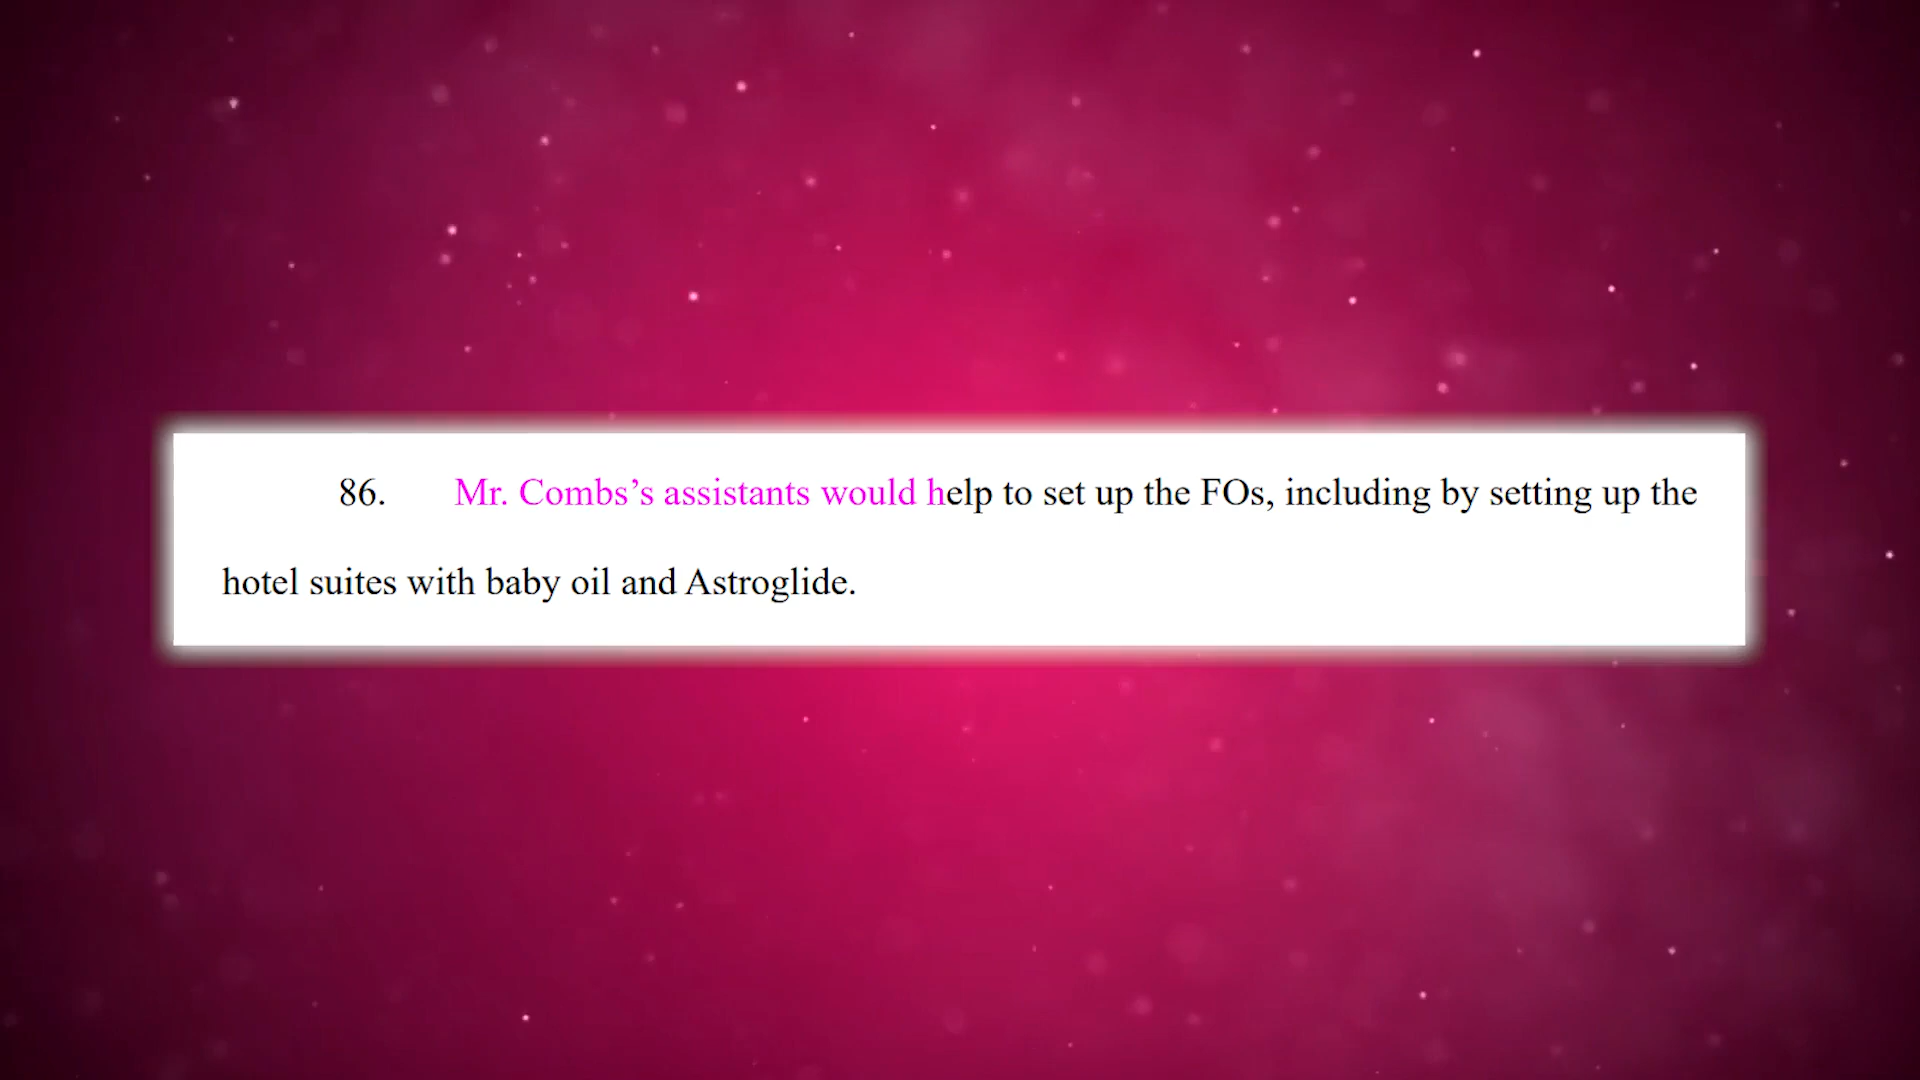 86. Mr. Combs’s assistants would help to set up the FOs, including by setting up the
hotel suites with baby oil and Astroglide.